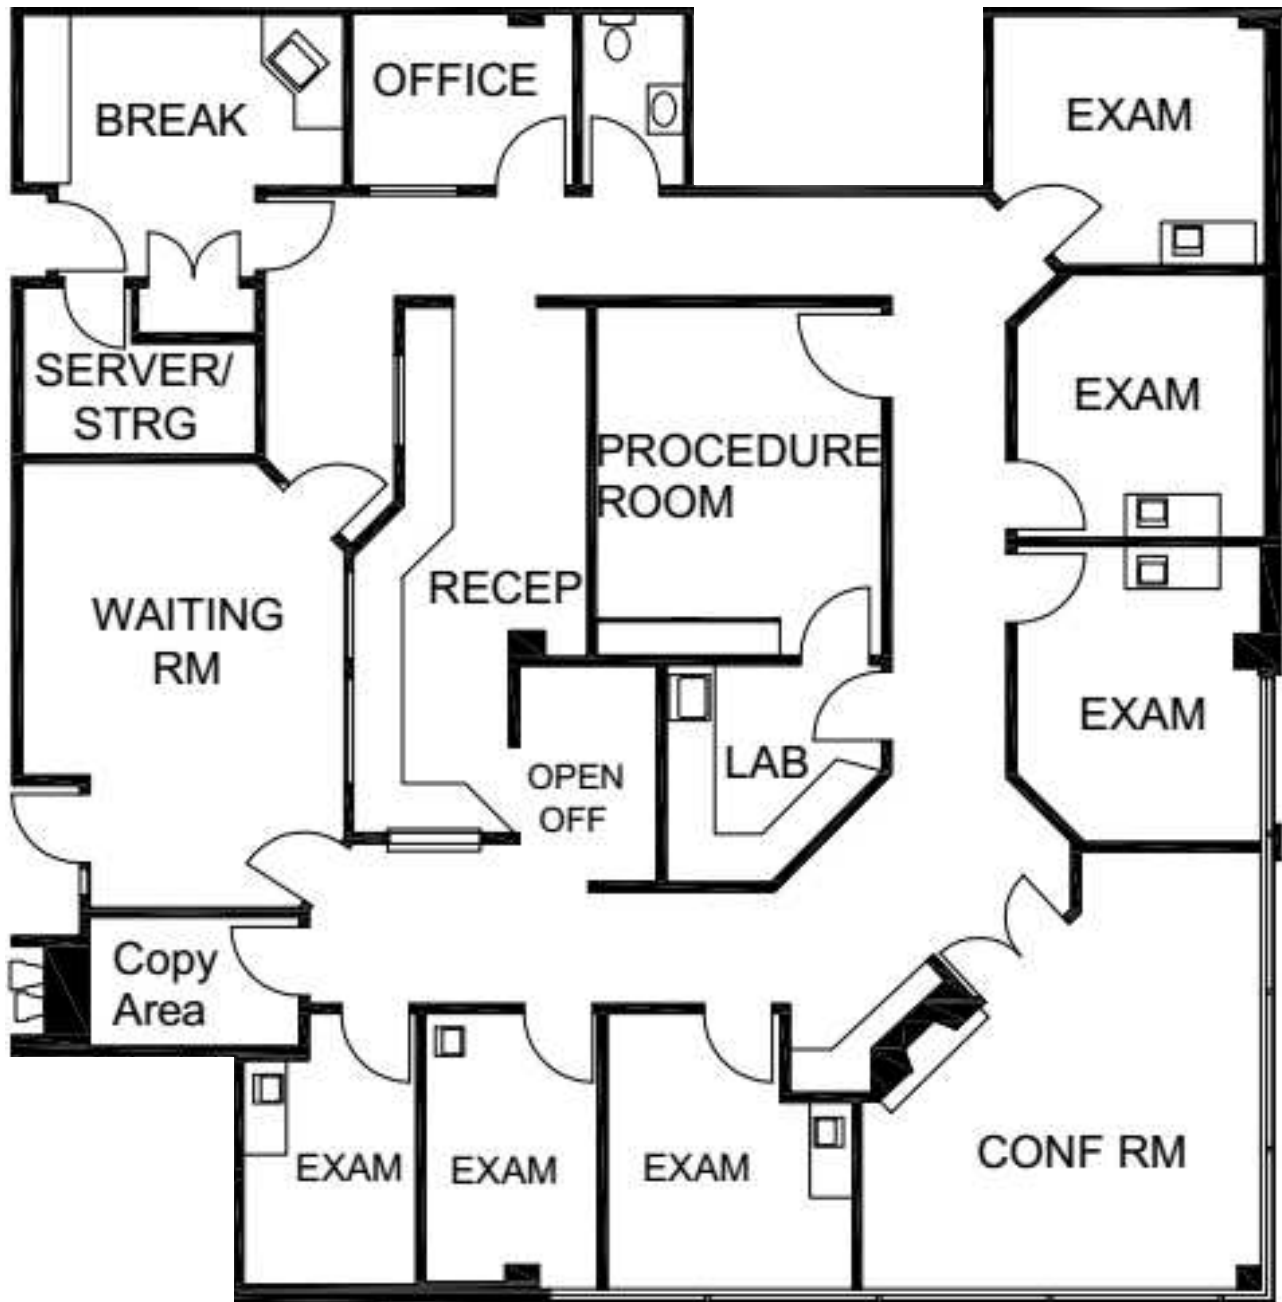 BREAK
OFFICE
EXAM
SERVER/
STRG
EXAM
PROCEDURE
ROOM
RECEP
WAITING
RM
EXAM
OPEN
OFF
LAB
Copy
Area
EXAM
EXAM
EXAM
CONF RM